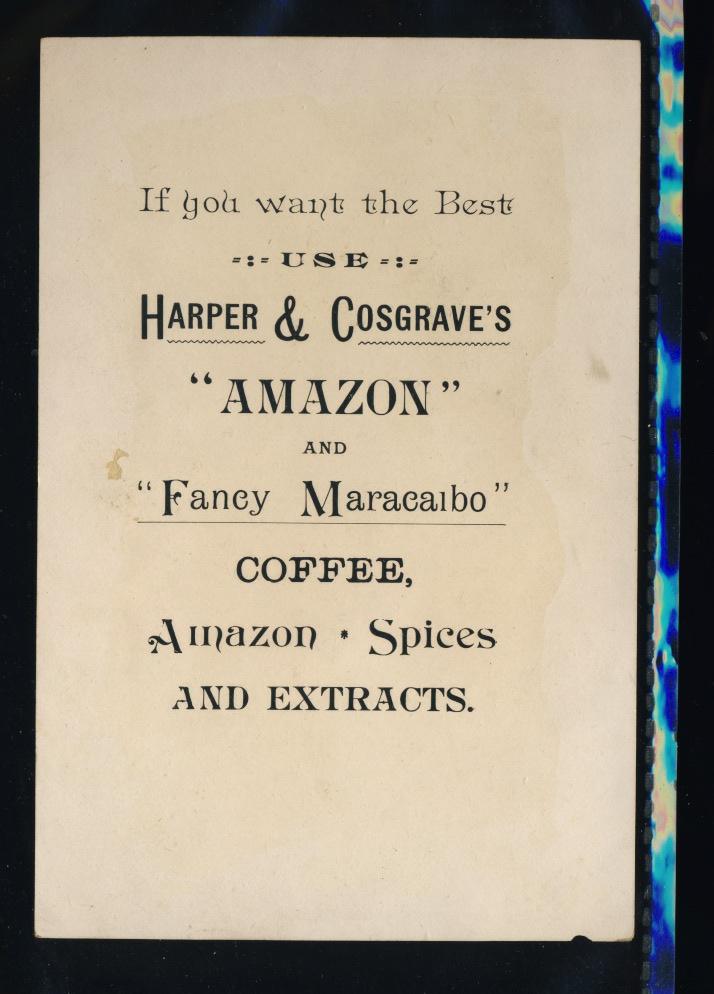 If you want the Best
-:- USE -:-
HARPER & COSGRAVE'S
"AMAZON"
AND
"Fancy Maracaibo"
COFFEE,
Amazon * Spices
AND EXTRACTS.